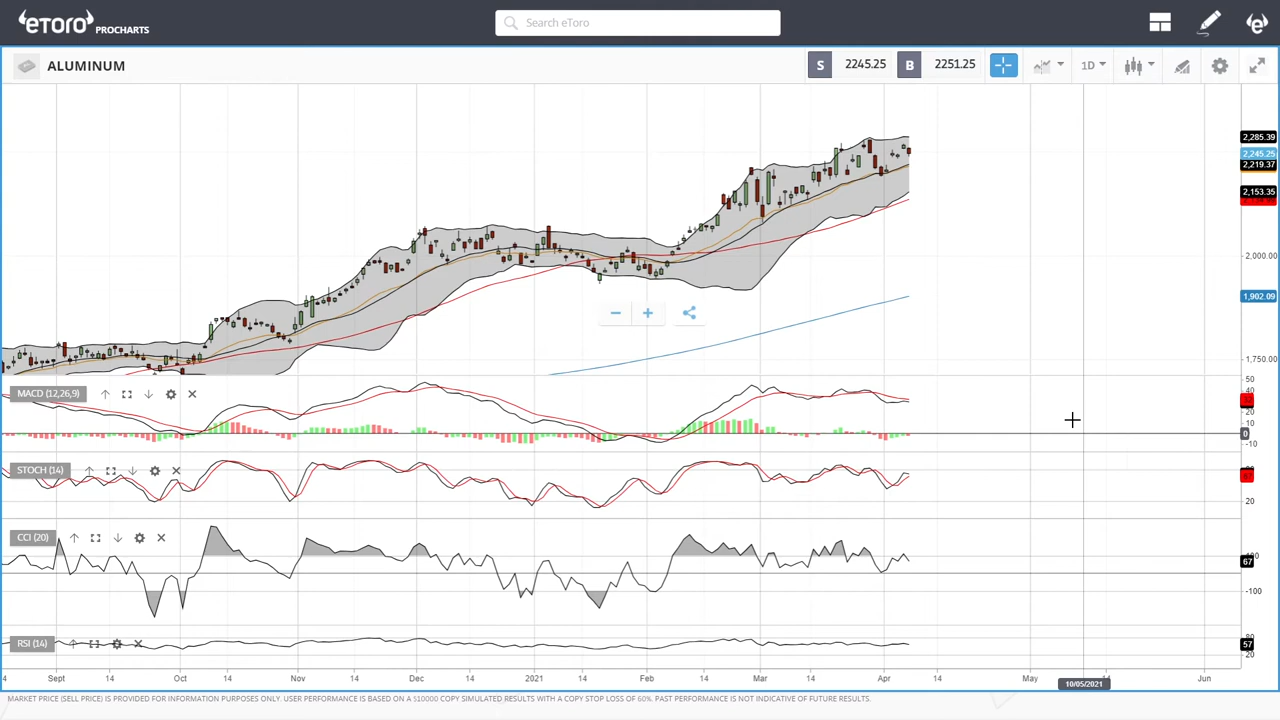 eToro PROCHARTS
Search eToro
ALUMINUM
S 2245.25 B 2251.25
1D
2,285.39
2,245.25
2,219.37
2,153.35
2,000.00
1,902.09
1,750.00
MACD (12,26,9)
50
40
20
10
0
-10
STOCH (14)
20
CCI (20)
67
-100
RSI (14)
80
57
20
4 Sept 14 Oct 14 Nov 14 Dec 14 2021 14 Feb 14 Mar 14 Apr 14 May 14 Jun
10/05/2021
MARKET PRICE (SELL PRICE) IS PROVIDED FOR INFORMATION PURPOSES ONLY. USER PERFORMANCE IS BASED ON A $10000 COPY SIMULATED RESULTS WITH A COPY STOP LOSS OF 60%. PAST PERFORMANCE IS NOT INDICATIVE OF FUTURE RESULTS.